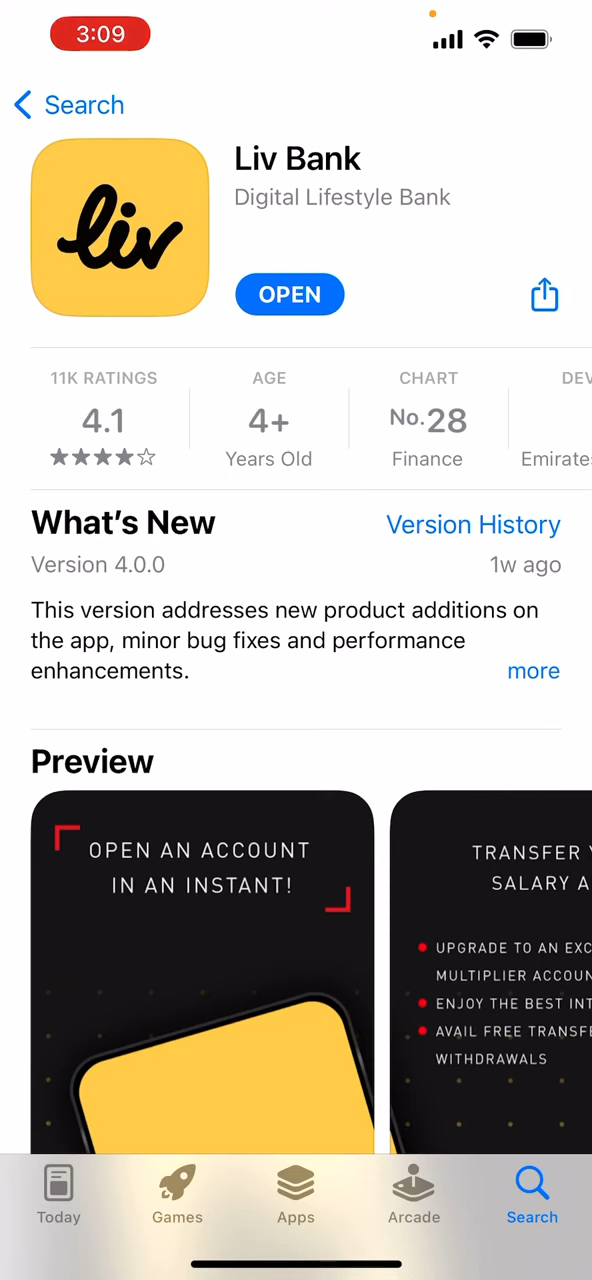 3:09
Search
liv
Liv Bank
Digital Lifestyle Bank
OPEN
11K RATINGS
4.1
AGE
4+
Years Old
CHART
No.28
Finance
DEV
Emirates
What's New
Version History
Version 4.0.0
1w ago
This version addresses new product additions on
the app, minor bug fixes and performance
enhancements.
more
Preview
OPEN AN ACCOUNT
IN AN INSTANT!
TRANSFER Y
SALARY A
UPGRADE TO AN EXC
MULTIPLIER ACCOUN
ENJOY THE BEST INT
AVAIL FREE TRANSFE
WITHDRAWALS
Today
Games
Apps
Arcade
Search